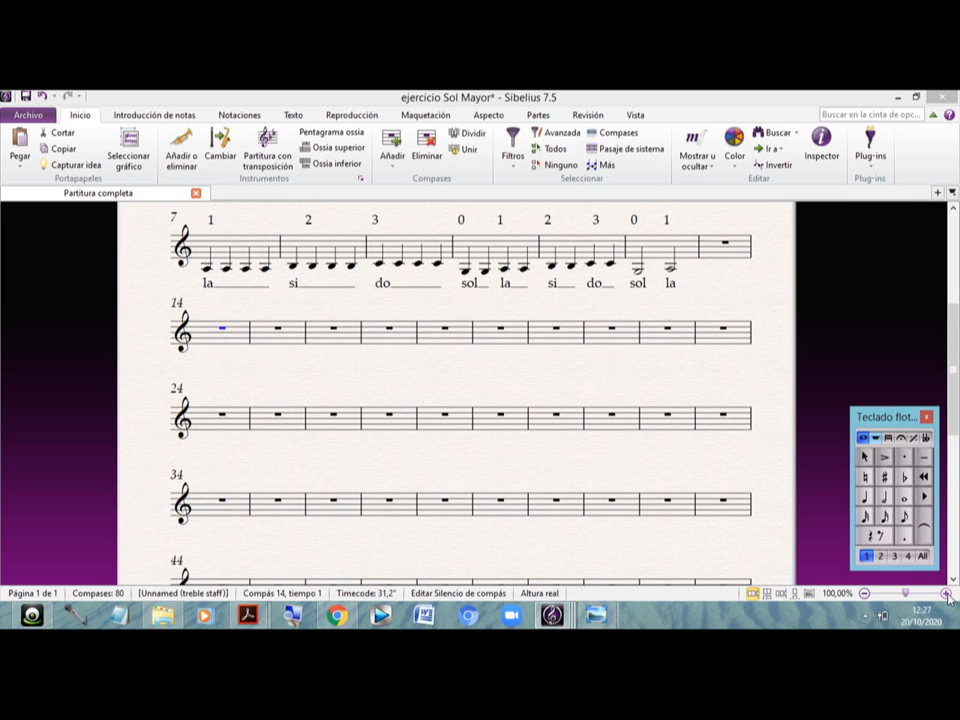 ejercicio Sol Mayor* - Sibelius 7.5
Archivo Inicio Introducción de notas Notaciones Texto Reproducción Maquetación Aspecto Partes Revisión Vista Buscar en la cinta de opc...
Pegar Cortar Copiar Capturar idea Seleccionar gráfico Añadir o eliminar Cambiar Partitura con transposición Pentagrama ossia Ossia superior Ossia inferior Añadir Eliminar Dividir Unir Filtros Avanzada Todos Ninguno Compases Pasaje de sistema Más Mostrar u ocultar Color Buscar Ir a Invertir Inspector Plug-ins
Portapapeles Instrumentos Compases Seleccionar Editar Plug-ins
Partitura completa
7 1 2 3 0 1 2 3 0 1
la si do sol la si do sol la
14
24
Teclado flot...
34
1 2 3 4 All
44
Página 1 de 1 Compases: 80 [Unnamed (treble staff)] Compás 14, tiempo 1 Timecode: 31,2" Editar Silencio de compás Altura real 100,00%
12:27
20/10/2020